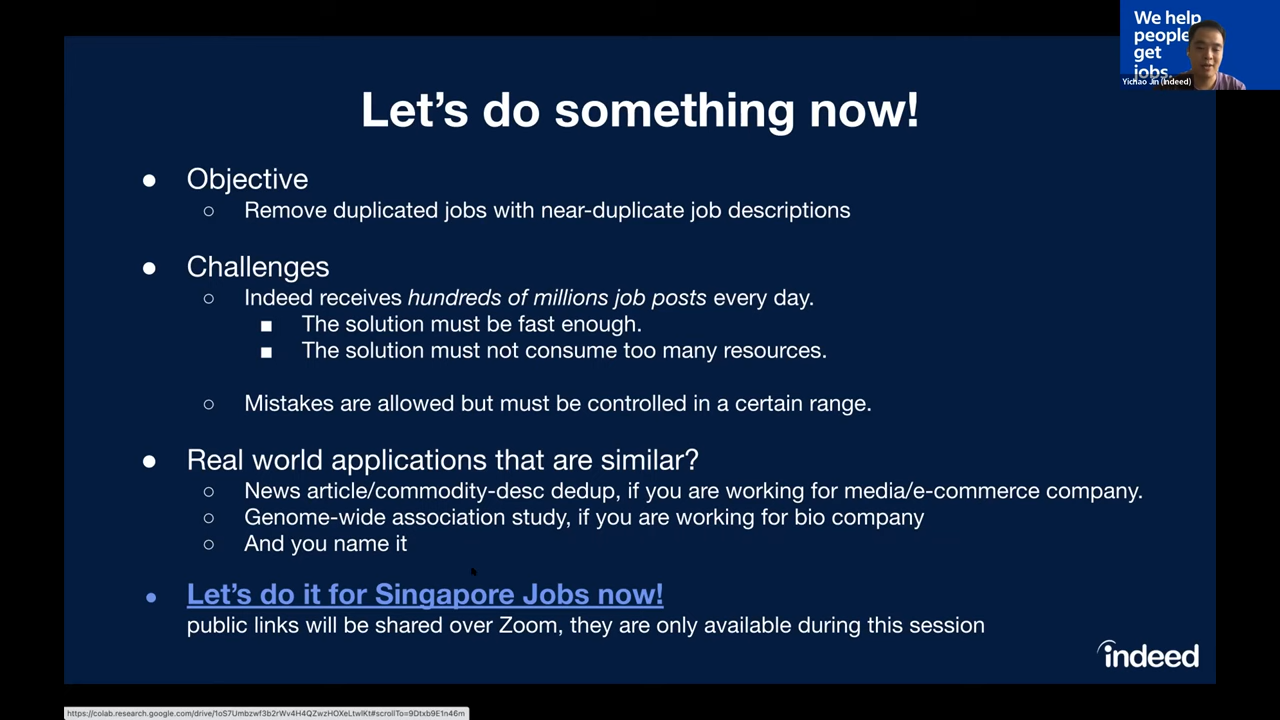 We help
people
get
jobs.
Yichao Jin (Indeed)
Let's do something now!
● Objective
○ Remove duplicated jobs with near-duplicate job descriptions
● Challenges
○ Indeed receives hundreds of millions job posts every day.
■ The solution must be fast enough.
■ The solution must not consume too many resources.
○ Mistakes are allowed but must be controlled in a certain range.
● Real world applications that are similar?
○ News article/commodity-desc dedup, if you are working for media/e-commerce company.
○ Genome-wide association study, if you are working for bio company
○ And you name it
● Let's do it for Singapore Jobs now!
public links will be shared over Zoom, they are only available during this session
indeed
https://colab.research.google.com/drive/1oS7Umbzwf3b2rWv4H4QZwzHOXeLtwlKt#scrollTo=9Dtxb9E1n46m